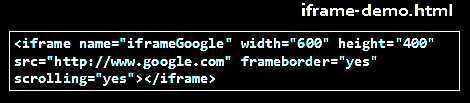 iframe-demo.html
<iframe name="iframeGoogle" width="600" height="400"
src="http://www.google.com" frameborder="yes"
scrolling="yes"></iframe>